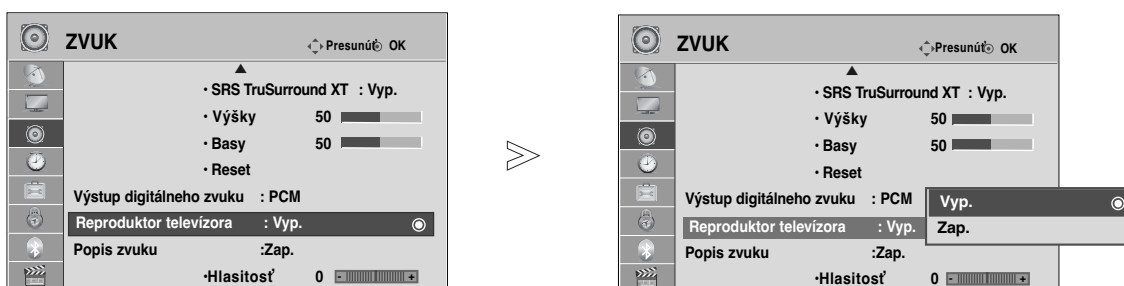 ZVUK Presunúť OK
• SRS TruSurround XT : Vyp.
• Výšky 50
• Basy 50
• Reset
Výstup digitálneho zvuku : PCM
Reproduktor televízora : Vyp.
Popis zvuku :Zap.
•Hlasitosť 0 - +
ZVUK Presunúť OK
• SRS TruSurround XT : Vyp.
• Výšky 50
• Basy 50
• Reset
Výstup digitálneho zvuku : PCM
Reproduktor televízora : Vyp.
Popis zvuku :Zap.
•Hlasitosť 0 - +
Vyp.
Zap.